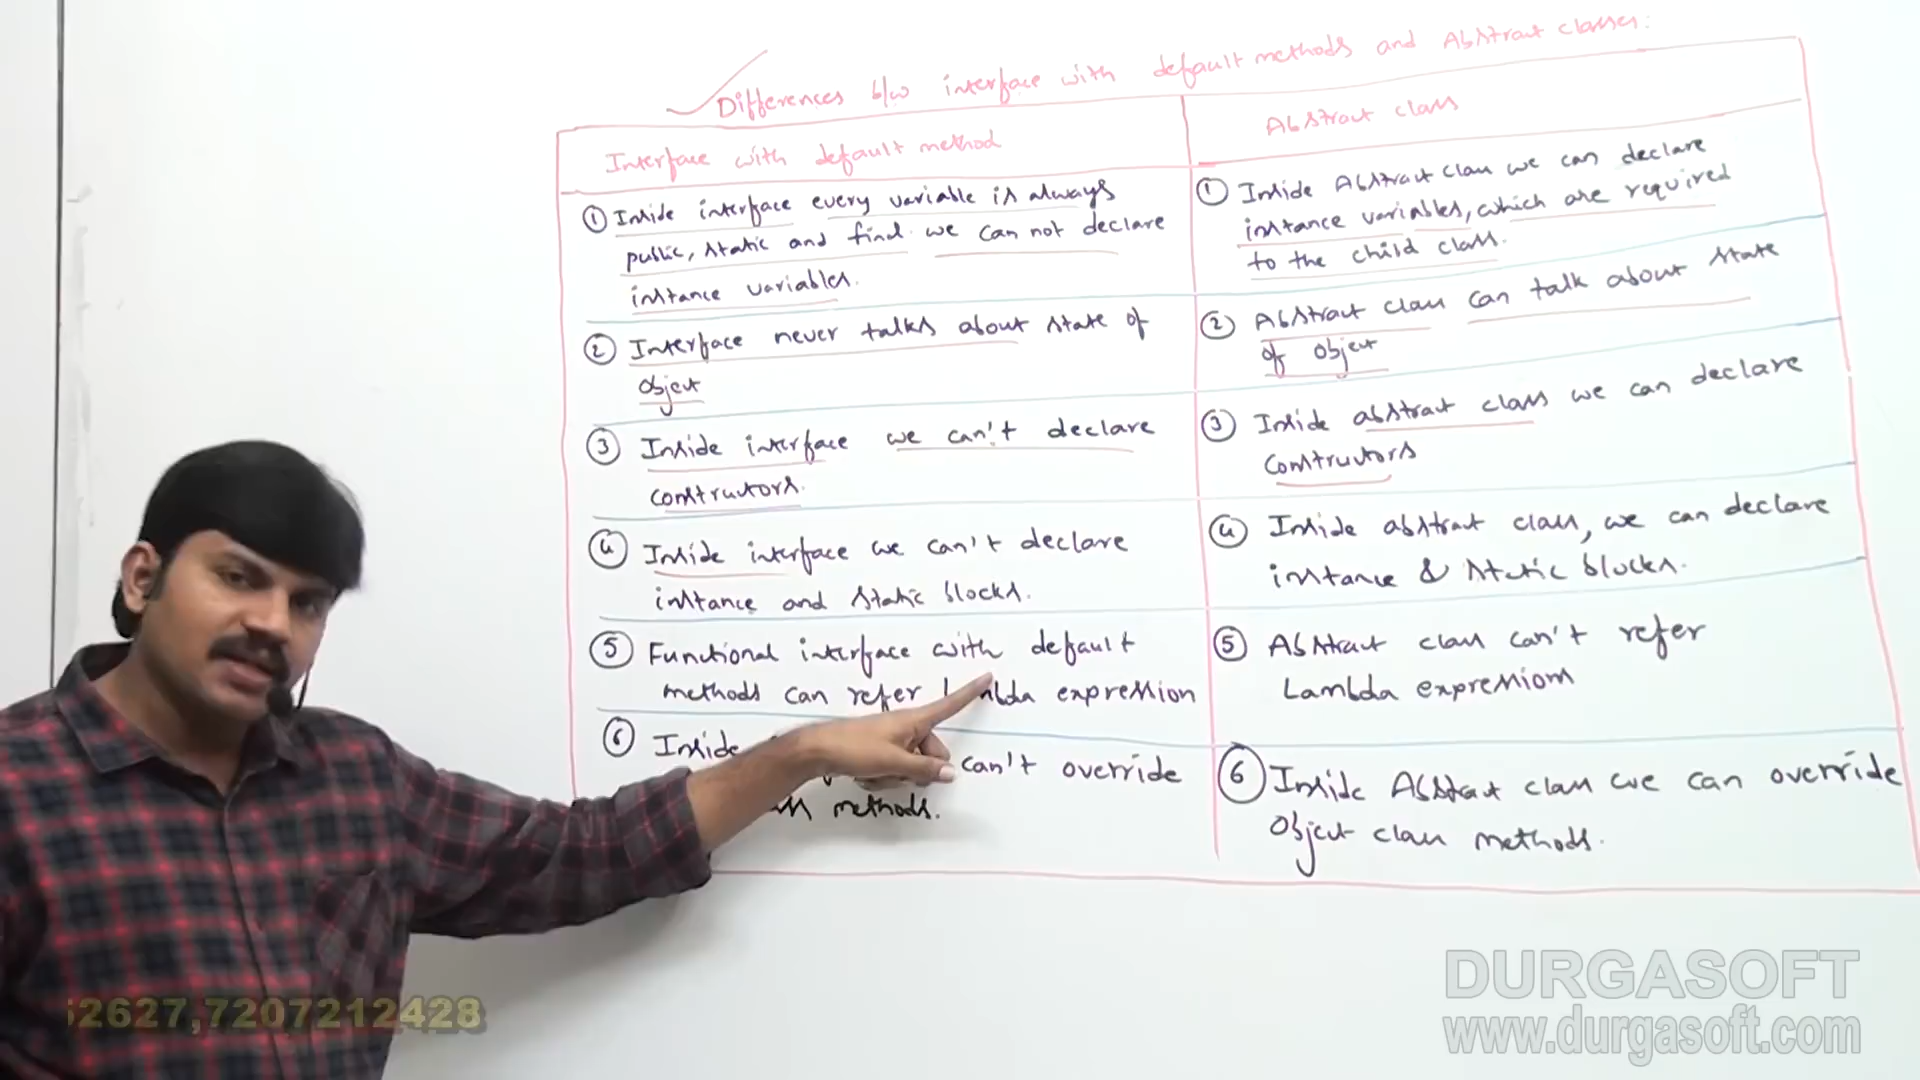 Differences b/w interface with default methods and Abstract classes:
Interface with default method
Abstract class
① Inside interface every variable is always
public, static and final. we can not declare
instance variables.
① Inside Abstract class we can declare
instance variables, which are required
to the child class.
② Interface never talks about state of
Object
② Abstract class can talk about state
of Object
③ Inside interface we can't declare
constructors.
③ Inside abstract class we can declare
Constructors
④ Inside interface we can't declare
instance and static blocks.
④ Inside abstract class, we can declare
instance & static blocks.
⑤ Functional interface with default
methods can refer expression
⑤ Abstract class can't refer
Lambda expressions
⑥ Inside can't override
methods.
⑥ Inside Abstract class we can override
Object class methods.
52627,7207212428
DURGASOFT
www.durgasoft.com